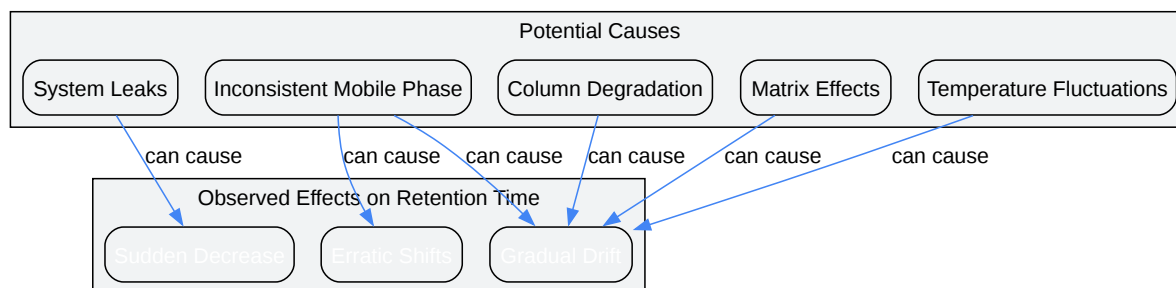 Potential Causes
System Leaks
Inconsistent Mobile Phase
Column Degradation
Matrix Effects
Temperature Fluctuations
can cause
can cause
can cause
can cause
can cause
can cause
Observed Effects on Retention Time
Sudden Decrease
Erratic Shifts
Gradual Drift